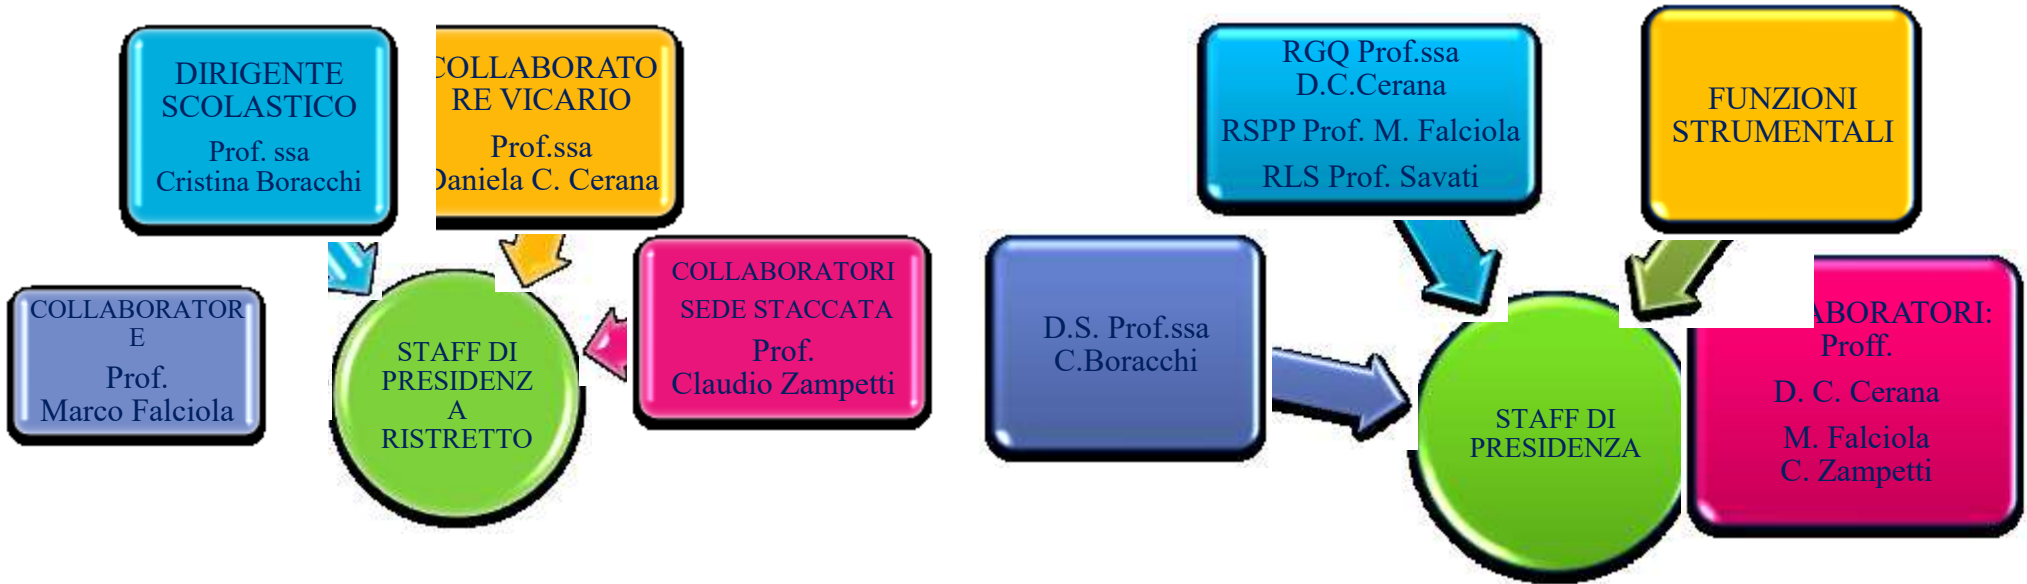 DIRIGENTE
SCOLASTICO
Prof. ssa
Cristina Boracchi
COLLABORATO
RE VICARIO
Prof.ssa
Daniela C. Cerana
COLLABORATORI
SEDE STACCATA
Prof.
Claudio Zampetti
COLLABORATOR
E
Prof.
Marco Falciola
STAFF DI
PRESIDENZ
A
RISTRETTO
RGQ Prof.ssa
D.C.Cerana
RSPP Prof. M. Falciola
RLS Prof. Savati
FUNZIONI
STRUMENTALI
D.S. Prof.ssa
C.Boracchi
ABORATORI:
Proff.
D. C. Cerana
M. Falciola
C. Zampetti
STAFF DI
PRESIDENZA